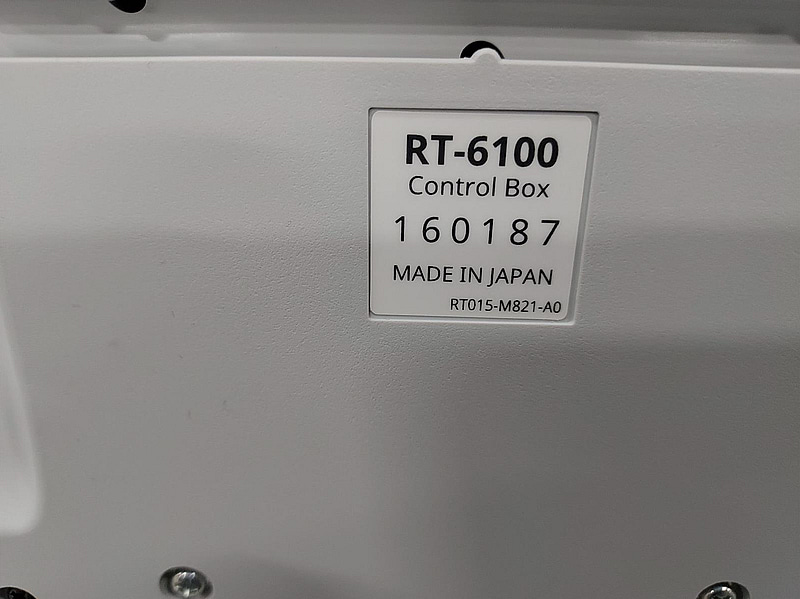 RT-6100
Control Box
160187
MADE IN JAPAN
RT015-M821-A0